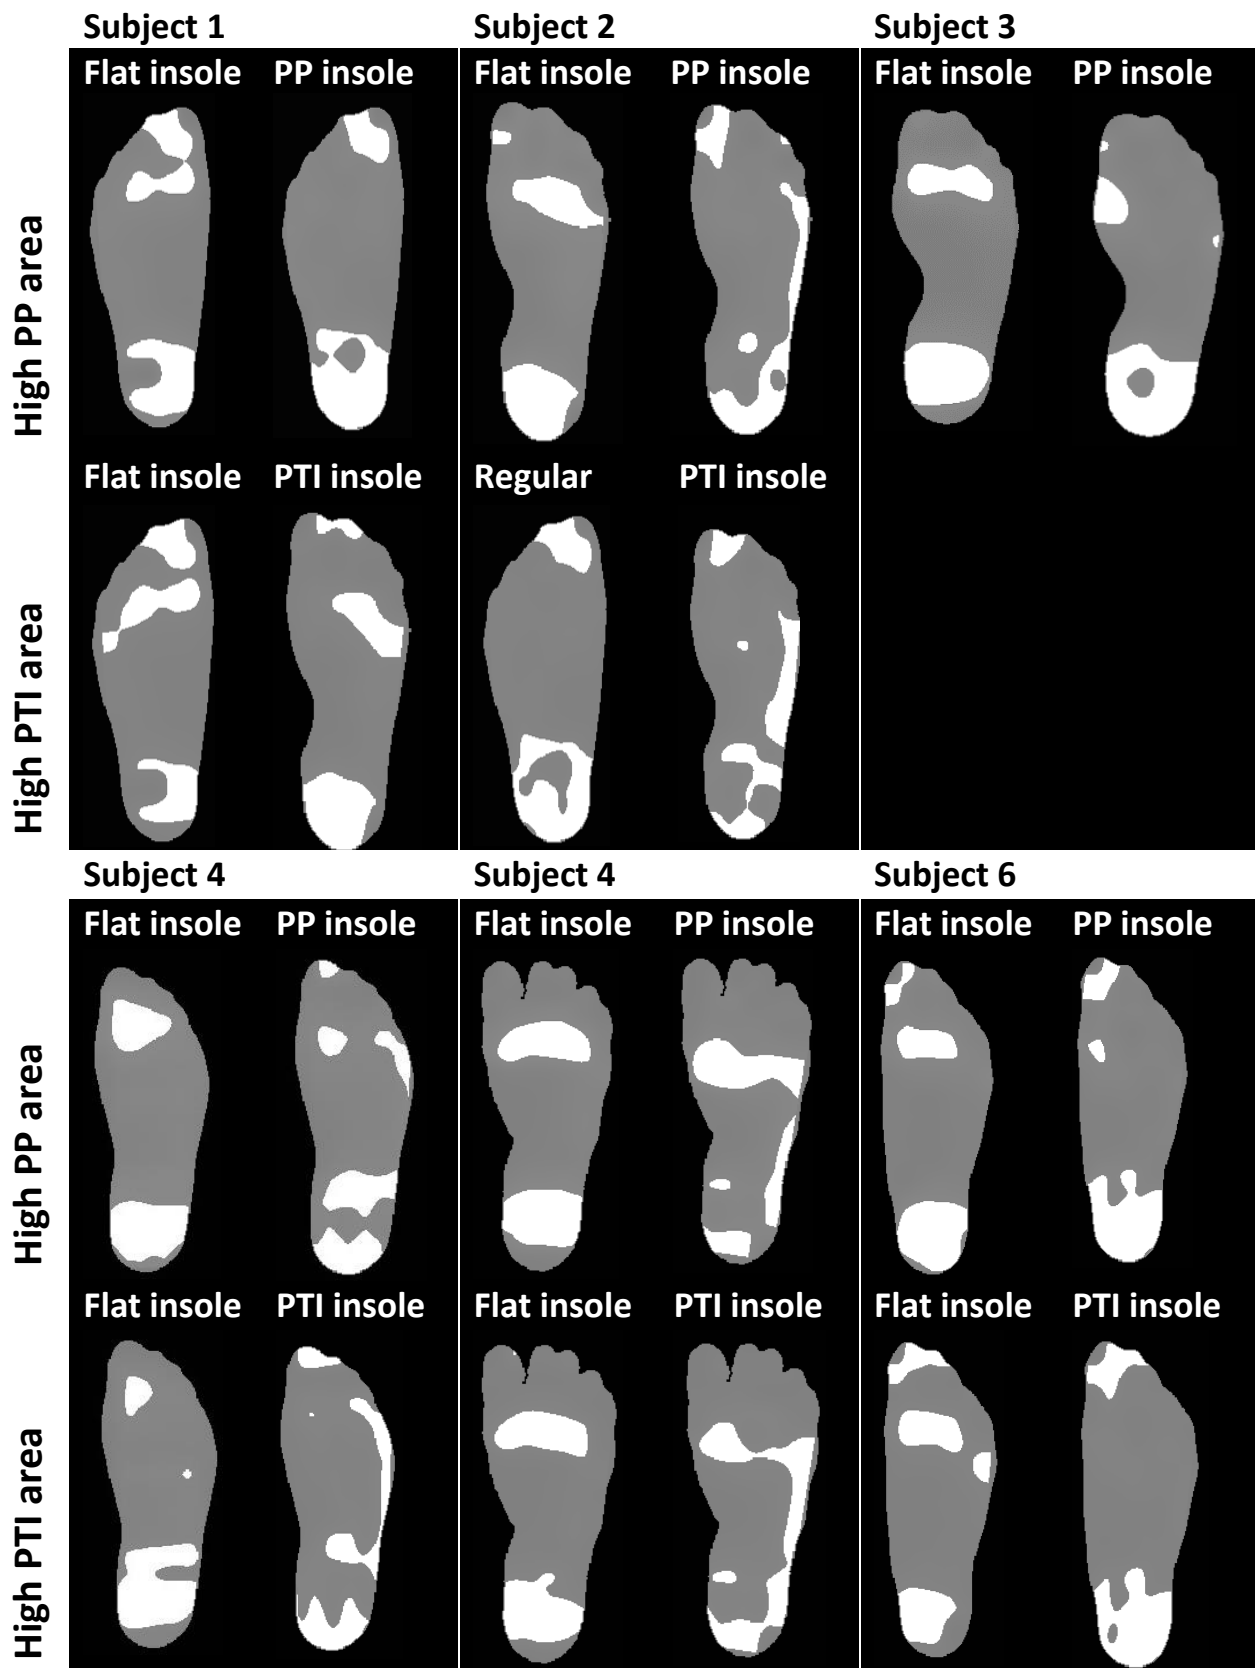 Subject 1 Subject 2 Subject 3
Flat insole PP insole Flat insole PP insole Flat insole PP insole
High PP area
Flat insole PTI insole Regular PTI insole
High PTI area
Subject 4 Subject 4 Subject 6
Flat insole PP insole Flat insole PP insole Flat insole PP insole
High PP area
Flat insole PTI insole Flat insole PTI insole Flat insole PTI insole
High PTI area